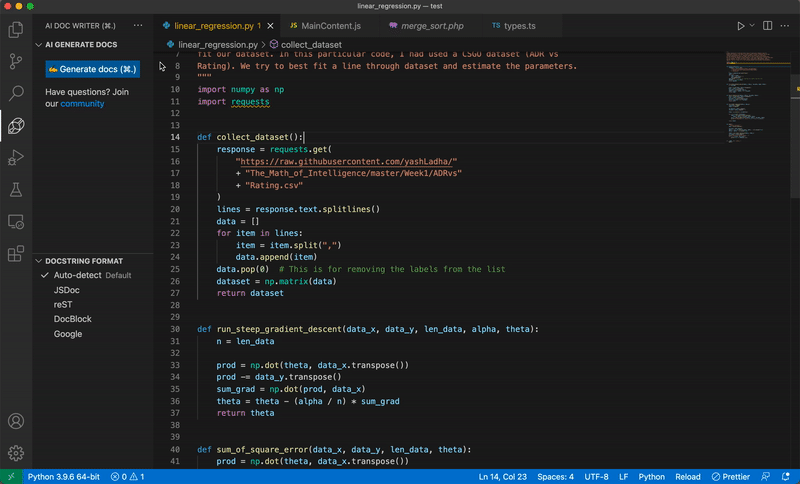 linear_regression.py — test
AI DOC WRITER (⌘.) ···
AI GENERATE DOCS
Generate docs (⌘.)
Have questions? Join
our community
DOCSTRING FORMAT
Auto-detect Default
JSDoc
reST
DocBlock
Google
linear_regression.py 1
JS MainContent.js
merge_sort.php
TS types.ts
linear_regression.py > collect_dataset
7 fit our dataset. In this particular code, I had used a CSGO dataset (ADR vs
8 Rating). We try to best fit a line through dataset and estimate the parameters.
9 """
10 import numpy as np
11 import requests
12
13
14 def collect_dataset():
15 response = requests.get(
16 "https://raw.githubusercontent.com/yashLadha/"
17 + "The_Math_of_Intelligence/master/Week1/ADRvs"
18 + "Rating.csv"
19 )
20 lines = response.text.splitlines()
21 data = []
22 for item in lines:
23 item = item.split(",")
24 data.append(item)
25 data.pop(0) # This is for removing the labels from the list
26 dataset = np.matrix(data)
27 return dataset
28
29
30 def run_steep_gradient_descent(data_x, data_y, len_data, alpha, theta):
31 n = len_data
32
33 prod = np.dot(theta, data_x.transpose())
34 prod -= data_y.transpose()
35 sum_grad = np.dot(prod, data_x)
36 theta = theta - (alpha / n) * sum_grad
37 return theta
38
39
40 def sum_of_square_error(data_x, data_y, len_data, theta):
41 prod = np.dot(theta, data_x.transpose())
Python 3.9.6 64-bit 0 1 Ln 14, Col 23 Spaces: 4 UTF-8 LF Python Reload Prettier